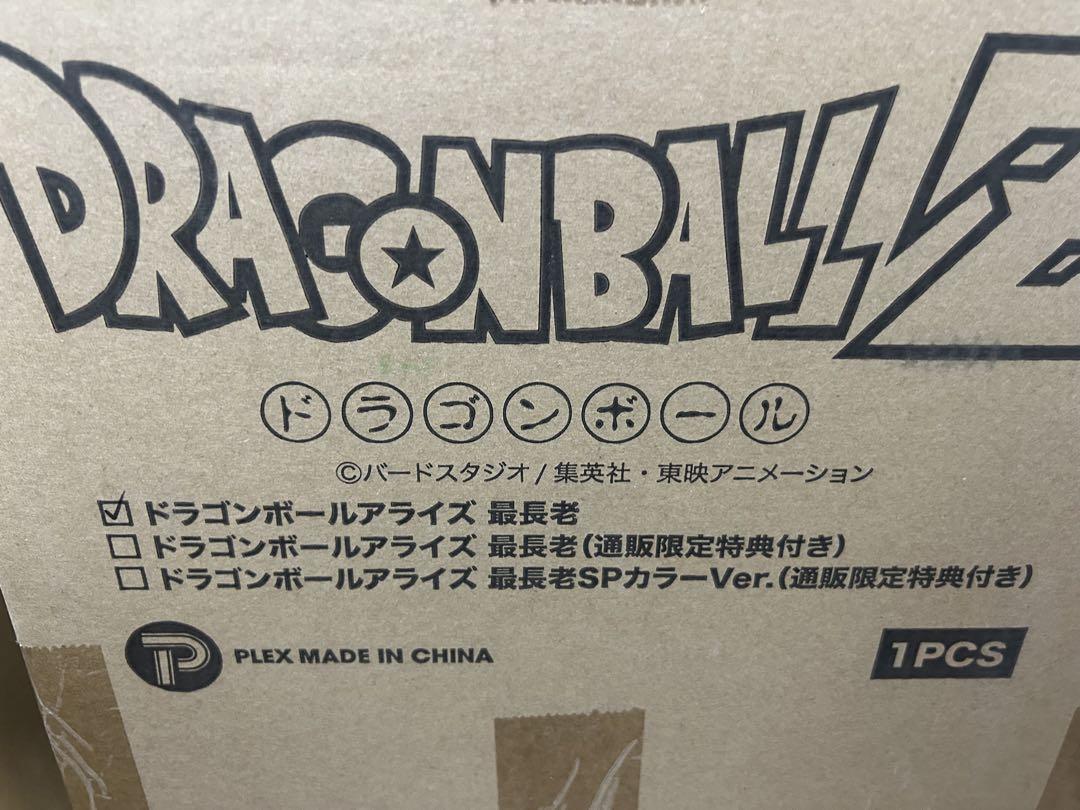 DRAGONBALL Z
ドラゴンボール
©バードスタジオ/集英社・東映アニメーション
☑ドラゴンボールアライズ 最長老
☐ドラゴンボールアライズ 最長老(通販限定特典付き)
☐ドラゴンボールアライズ 最長老SPカラーVer.(通販限定特典付き)
PLEX MADE IN CHINA
1PCS